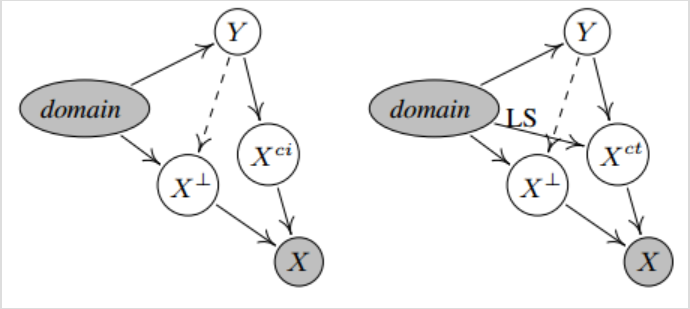 Y
domain
X^{ci}
X^⊥
X
Y
domain
LS
X^{ct}
X^⊥
X